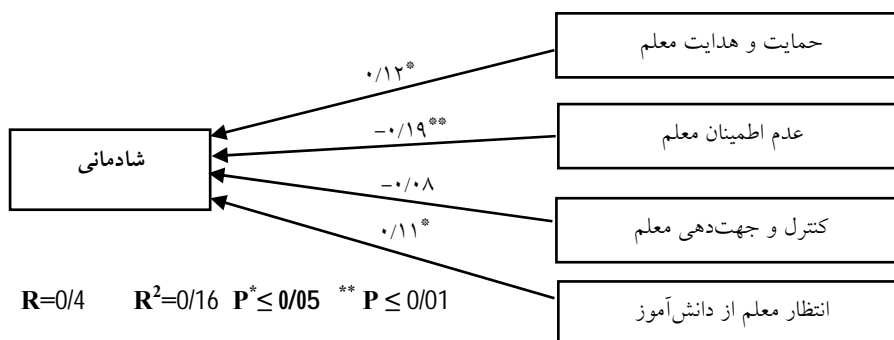 حمایت و هدایت معلم
۰/۱۲*
عدم اطمینان معلم
−۰/۱۹**
شادمانی
−۰/۰۸
کنترل و جهت‌دهی معلم
۰/۱۱*
انتظار معلم از دانش‌آموز
R=0/4 R²=0/16 P*≤ 0/05 ** P ≤ 0/01